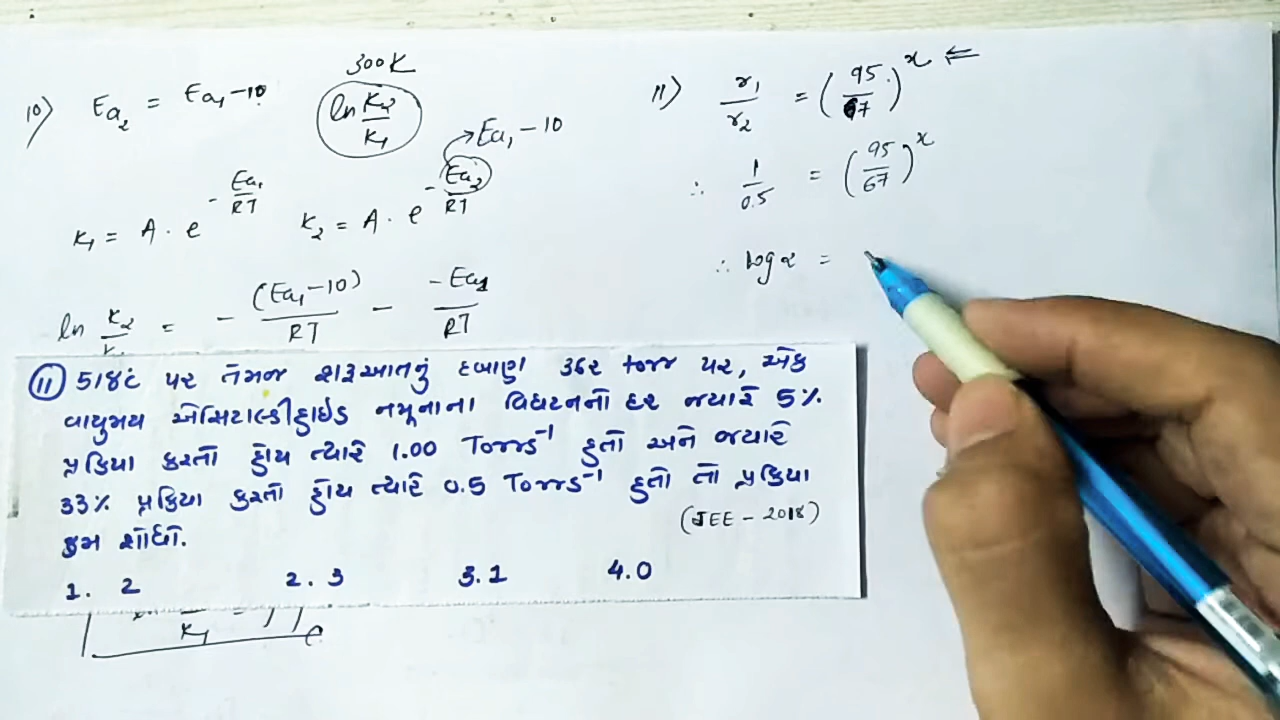 10) Ea₂ = Ea₁ -10
300K
ln K₂/K₁
→ Ea₁ - 10
K₁ = A · e^(-Ea₁/RT) K₂ = A · e^(-Ea₂/RT)
ln K₂/K₁ = - (Ea₁-10)/RT - -Ea₁/RT
11) r₁/r₂ = (95/67)^x ⇐
∴ 1/0.5 = (95/67)^x
∴ log 2 =
(11) 518℃ પર તેમજ શરૂઆતનું દબાણ 362 torr પર, એક
વાયુમય એસિટાલ્ડીહાઇડ નમૂનાના વિઘટનનો દર જ્યારે 5%
પ્રક્રિયા કરતો હોય ત્યારે 1.00 Torrs⁻¹ હતો અને જ્યારે
33% પ્રક્રિયા કરતો હોય ત્યારે 0.5 Torrs⁻¹ હતો તો પ્રક્રિયા
ક્રમ શોધો.
(JEE - 2018)
1. 2 2. 3 3. 1 4. 0
K₁ =